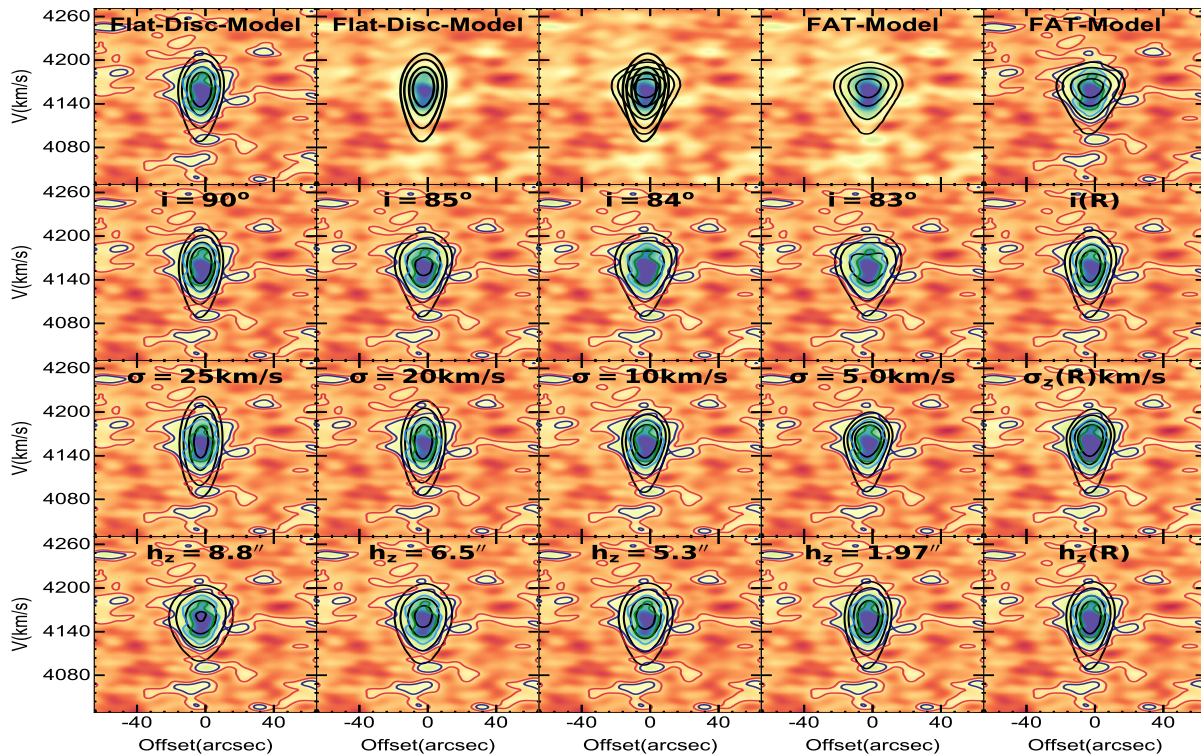 4260
Flat-Disc-Model Flat-Disc-Model FAT-Model FAT-Model
4200
V(km/s)
4140
4080
4260
i = 90° i = 85° i = 84° i = 83° i(R)
4200
V(km/s)
4140
4080
4260
σ = 25km/s σ = 20km/s σ = 10km/s σ = 5.0km/s σz(R)km/s
4200
V(km/s)
4140
4080
4260
hz = 8.8″ hz = 6.5″ hz = 5.3″ hz = 1.97″ hz(R)
4200
V(km/s)
4140
4080
-40 0 40 -40 0 40 -40 0 40 -40 0 40 -40 0 40
Offset(arcsec) Offset(arcsec) Offset(arcsec) Offset(arcsec) Offset(arcsec)